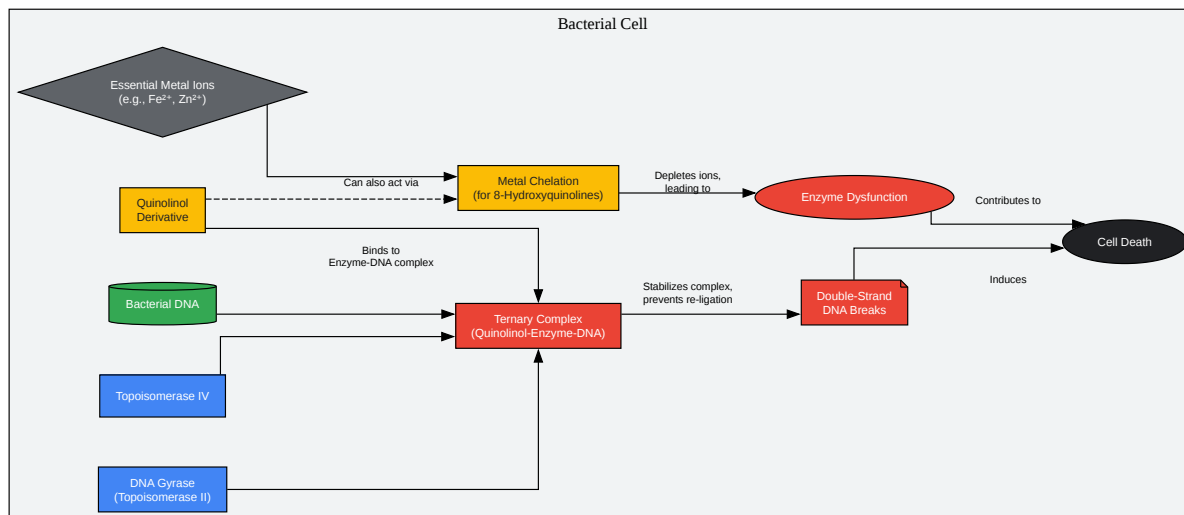 Bacterial Cell
Essential Metal Ions
(e.g., Fe²⁺, Zn²⁺)
Can also act via
Metal Chelation
(for 8-Hydroxyquinolines)
Depletes ions,
leading to
Enzyme Dysfunction
Contributes to
Cell Death
Quinolinol
Derivative
Binds to
Enzyme-DNA complex
Bacterial DNA
Ternary Complex
(Quinolinol-Enzyme-DNA)
Stabilizes complex,
prevents re-ligation
Double-Strand
DNA Breaks
Induces
Topoisomerase IV
DNA Gyrase
(Topoisomerase II)